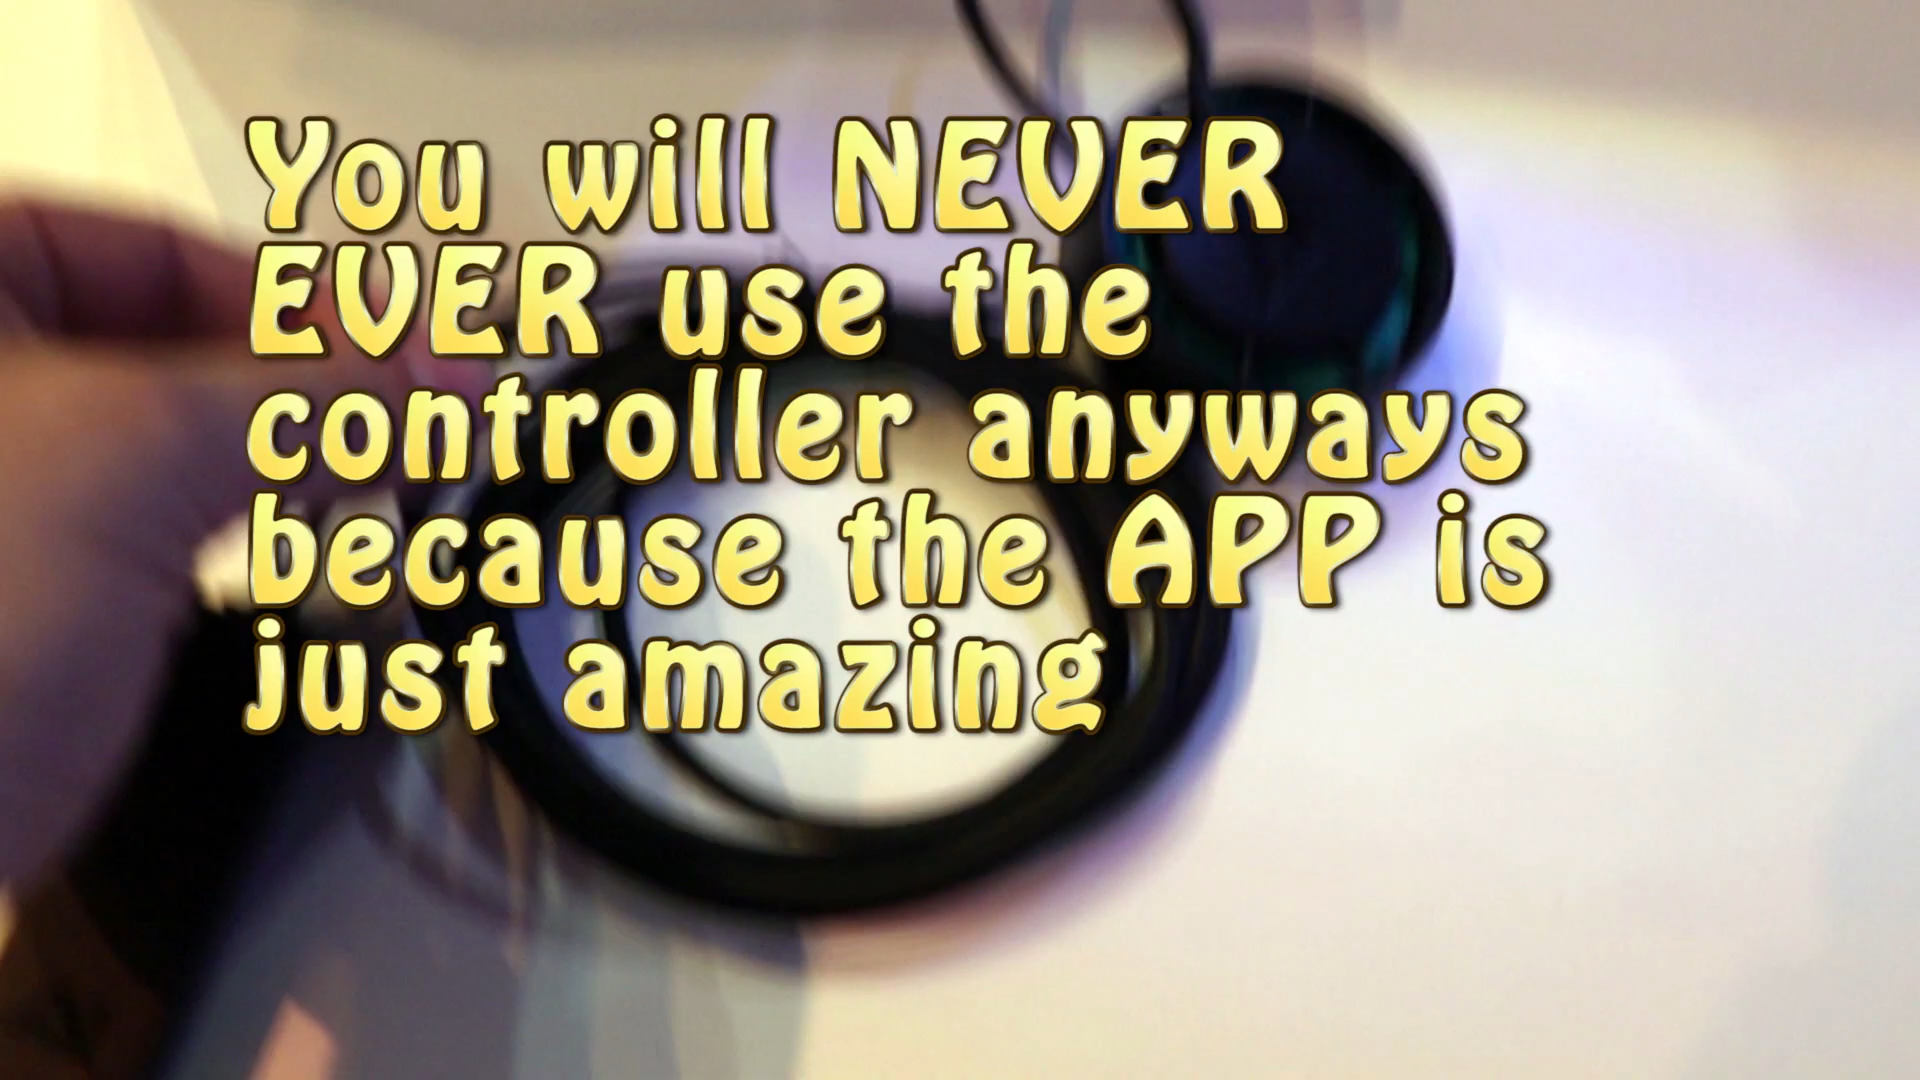 You will NEVER
EVER use the
controller anyways
because the APP is
just amazing